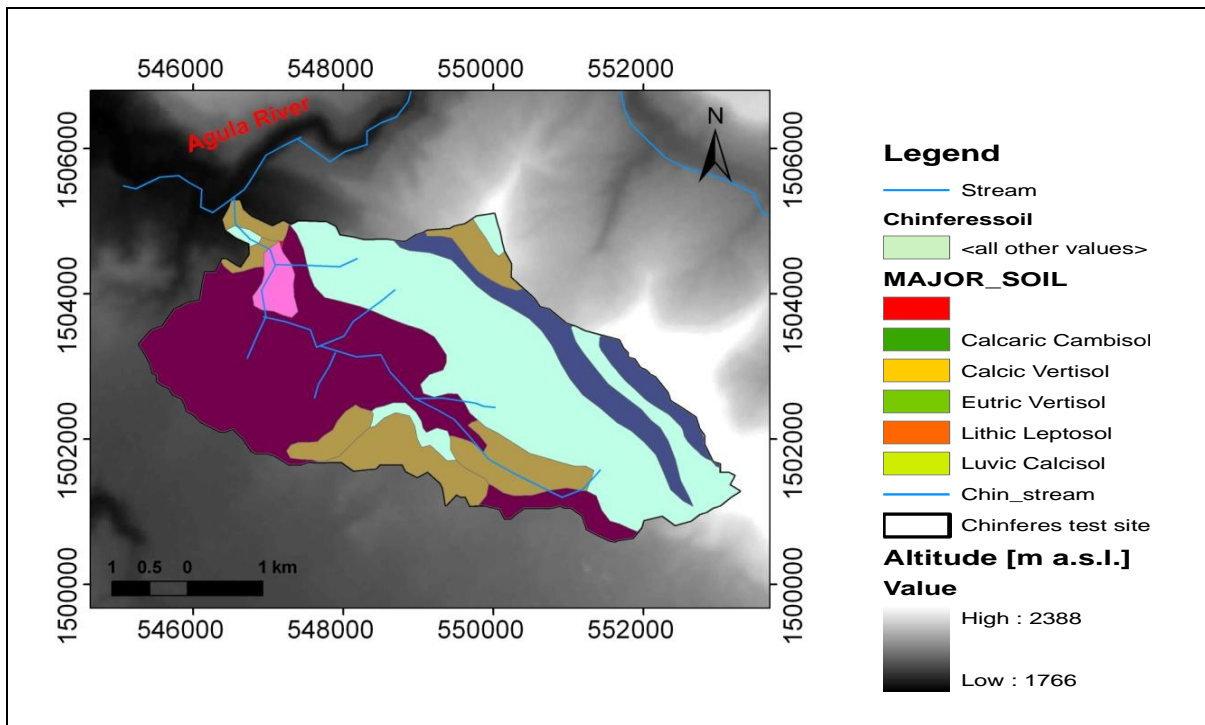 546000 548000 550000 552000
Agula River
N
1506000 1506000
1504000 1504000
1502000 1502000
1500000 1500000
1 0.5 0 1 km
546000 548000 550000 552000
Legend
Stream
Chinferessoil
<all other values>
MAJOR_SOIL
Calcaric Cambisol
Calcic Vertisol
Eutric Vertisol
Lithic Leptosol
Luvic Calcisol
Chin_stream
Chinferes test site
Altitude [m a.s.l.]
Value
High : 2388
Low : 1766